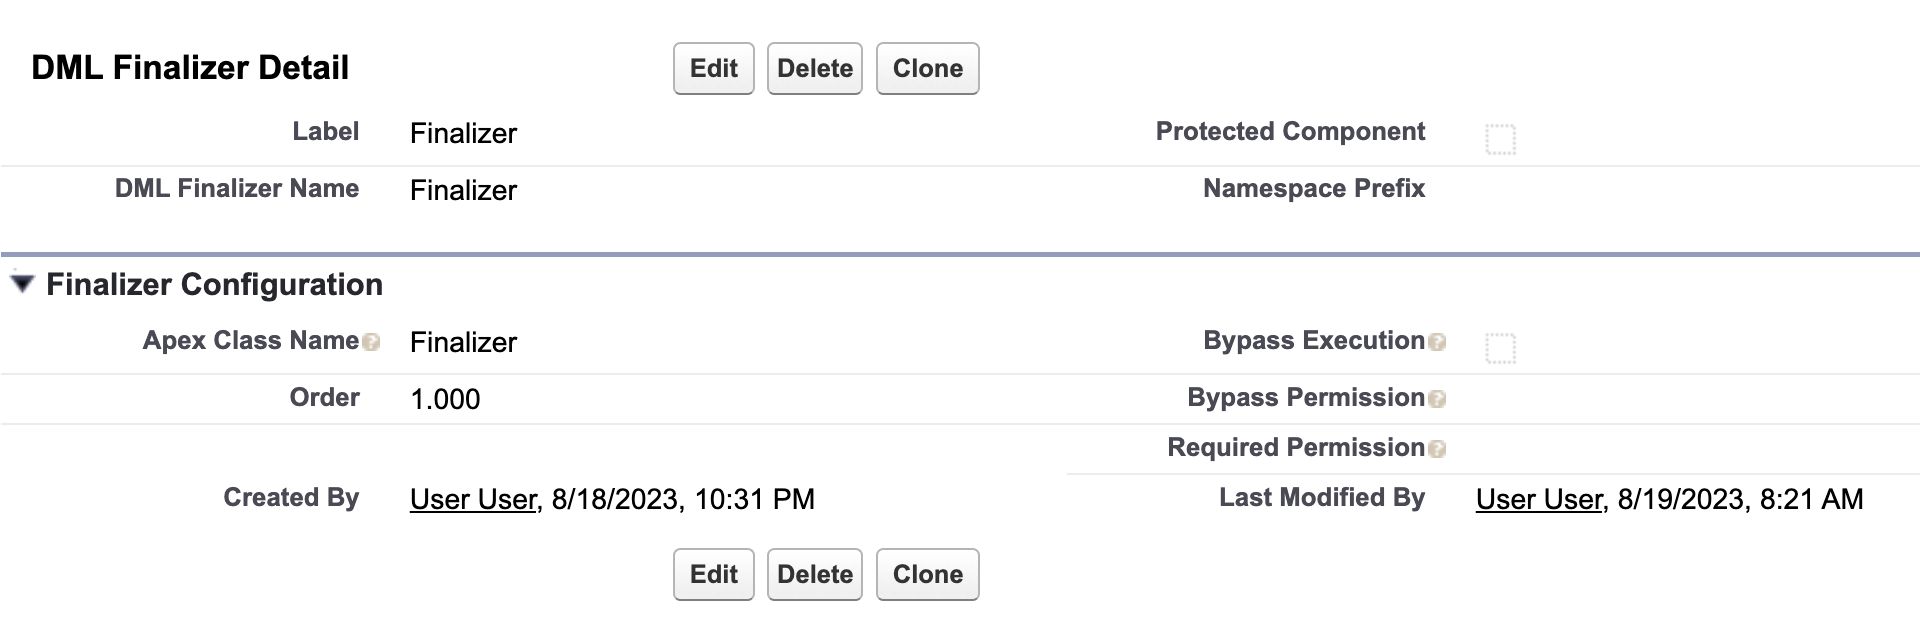 DML Finalizer Detail Edit Delete Clone
Label Finalizer Protected Component
DML Finalizer Name Finalizer Namespace Prefix
Finalizer Configuration
Apex Class Name ? Finalizer Bypass Execution ?
Order 1.000 Bypass Permission ?
Required Permission ?
Created By User User, 8/18/2023, 10:31 PM Last Modified By User User, 8/19/2023, 8:21 AM
Edit Delete Clone